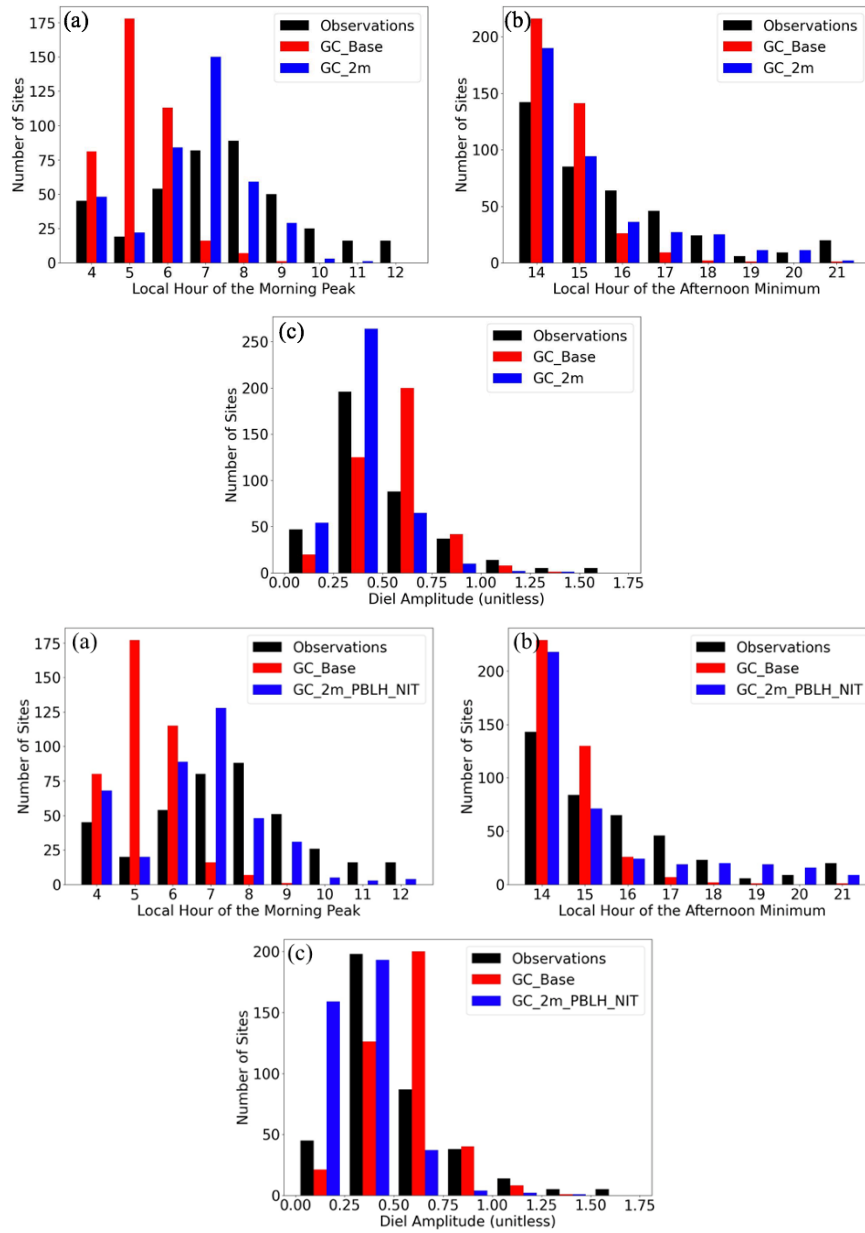 (a)
Observations
GC_Base
GC_2m
Number of Sites
175
150
125
100
75
50
25
0
4 5 6 7 8 9 10 11 12
Local Hour of the Morning Peak
(b)
Observations
GC_Base
GC_2m
Number of Sites
200
150
100
50
0
14 15 16 17 18 19 20 21
Local Hour of the Afternoon Minimum
(c)
Observations
GC_Base
GC_2m
Number of Sites
250
200
150
100
50
0
0.00 0.25 0.50 0.75 1.00 1.25 1.50 1.75
Diel Amplitude (unitless)
(a)
Observations
GC_Base
GC_2m_PBLH_NIT
Number of Sites
175
150
125
100
75
50
25
0
4 5 6 7 8 9 10 11 12
Local Hour of the Morning Peak
(b)
Observations
GC_Base
GC_2m_PBLH_NIT
Number of Sites
200
150
100
50
0
14 15 16 17 18 19 20 21
Local Hour of the Afternoon Minimum
(c)
Observations
GC_Base
GC_2m_PBLH_NIT
Number of Sites
200
150
100
50
0
0.00 0.25 0.50 0.75 1.00 1.25 1.50 1.75
Diel Amplitude (unitless)